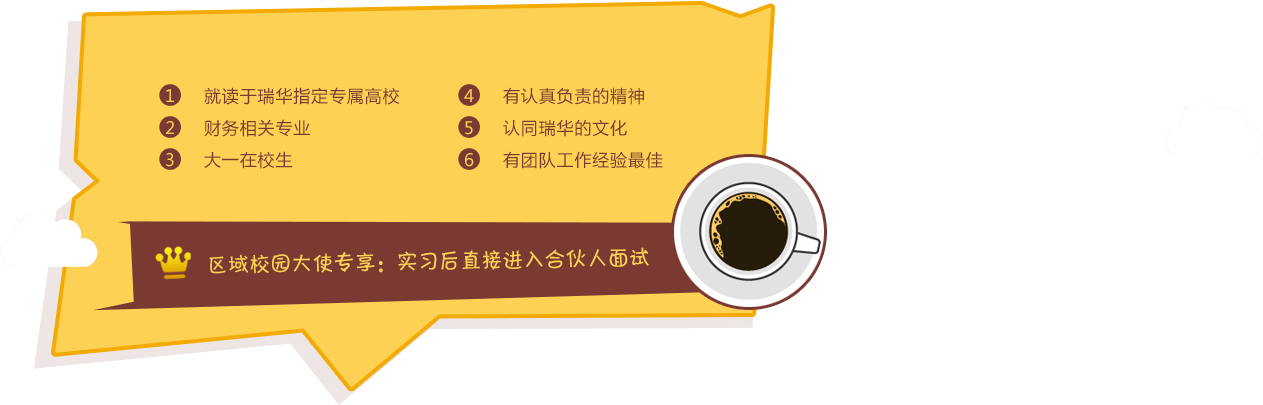 1 就读于瑞华指定专属高校
2 财务相关专业
3 大一在校生
4 有认真负责的精神
5 认同瑞华的文化
6 有团队工作经验最佳
区域校园大使专享：实习后直接进入合伙人面试